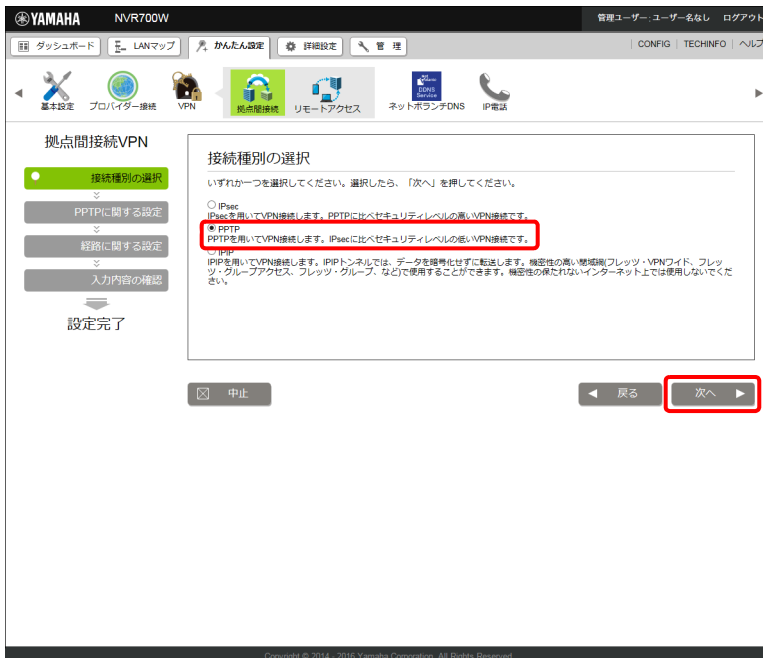 YAMAHA NVR700W 管理ユーザー:ユーザー名なし ログアウト
ダッシュボード LANマップ かんたん設定 詳細設定 管 理 CONFIG | TECHINFO | ヘルプ
基本設定 プロバイダー接続 VPN 拠点間接続 リモートアクセス DDNS Service ネットボランチDNS IP電話
拠点間接続VPN
接続種別の選択
PPTPに関する設定
経路に関する設定
入力内容の確認
設定完了
接続種別の選択
いずれか一つを選択してください。選択したら、「次へ」を押してください。
IPsec
IPsecを用いてVPN接続します。PPTPに比べセキュリティレベルの高いVPN接続です。
PPTP
PPTPを用いてVPN接続します。IPsecに比べセキュリティレベルの低いVPN接続です。
IPIP
IPIPを用いてVPN接続します。IPIPトンネルでは、データを暗号化せずに転送します。機密性の高い閉域網(フレッツ・VPNワイド、フレッ
ツ・グループアクセス、フレッツ・グループ、など)で使用することができます。機密性の保たれないインターネット上では使用しないでくだ
さい。
中止 戻る 次へ
Copyright © 2014 - 2016 Yamaha Corporation. All Rights Reserved.